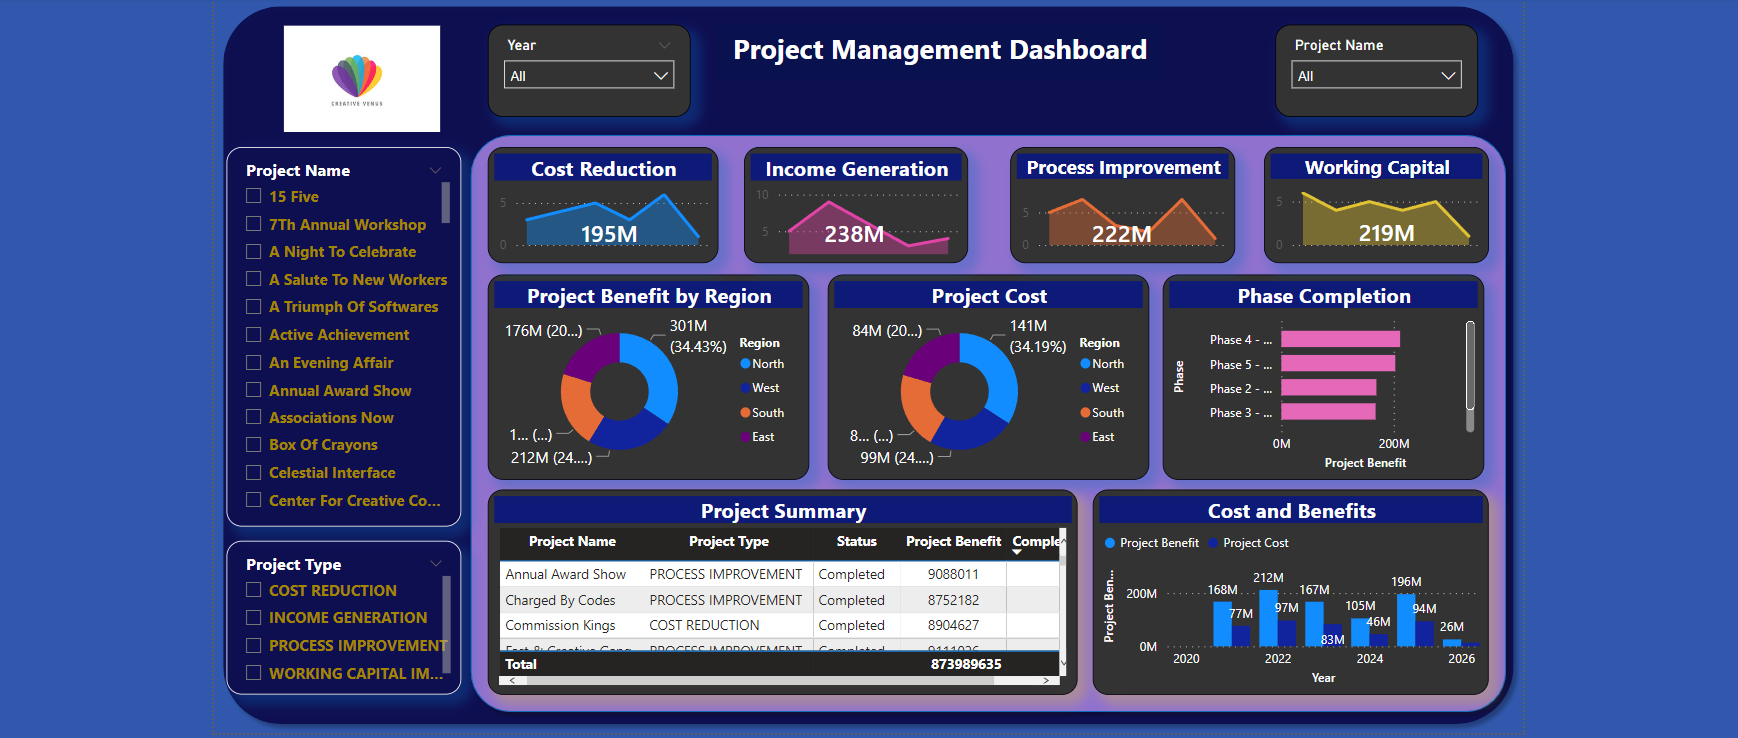 CREATIVE VENUS
Year
All
Project Management Dashboard
Project Name
All
Project Name
15 Five
7Th Annual Workshop
A Night To Celebrate
A Salute To New Workers
A Triumph Of Softwares
Active Achievement
An Evening Affair
Annual Award Show
Associations Now
Box Of Crayons
Celestial Interface
Center For Creative Co...
Project Type
COST REDUCTION
INCOME GENERATION
PROCESS IMPROVEMENT
WORKING CAPITAL IM...
Cost Reduction
5
0
195M
Income Generation
10
5
238M
Process Improvement
5
0
222M
Working Capital
5
0
219M
Project Benefit by Region
176M (20...)
301M
(34.43%)
1... (...)
212M (24....)
Region
North
West
South
East
Project Cost
84M (20...)
141M
(34.19%)
8... (...)
99M (24....)
Region
North
West
South
East
Phase Completion
Phase
Phase 4 - ...
Phase 5 - ...
Phase 2 - ...
Phase 3 - ...
0M 200M
Project Benefit
Project Summary
Project Name Project Type Status Project Benefit Comple
Annual Award Show PROCESS IMPROVEMENT Completed 9088011
Charged By Codes PROCESS IMPROVEMENT Completed 8752182
Commission Kings COST REDUCTION Completed 8904627
Total 873989635
Cost and Benefits
Project Benefit Project Cost
Project Ben...
200M
0M
168M
77M
212M
97M
167M
83M
105M
46M
196M
94M
26M
2020 2022 2024 2026
Year